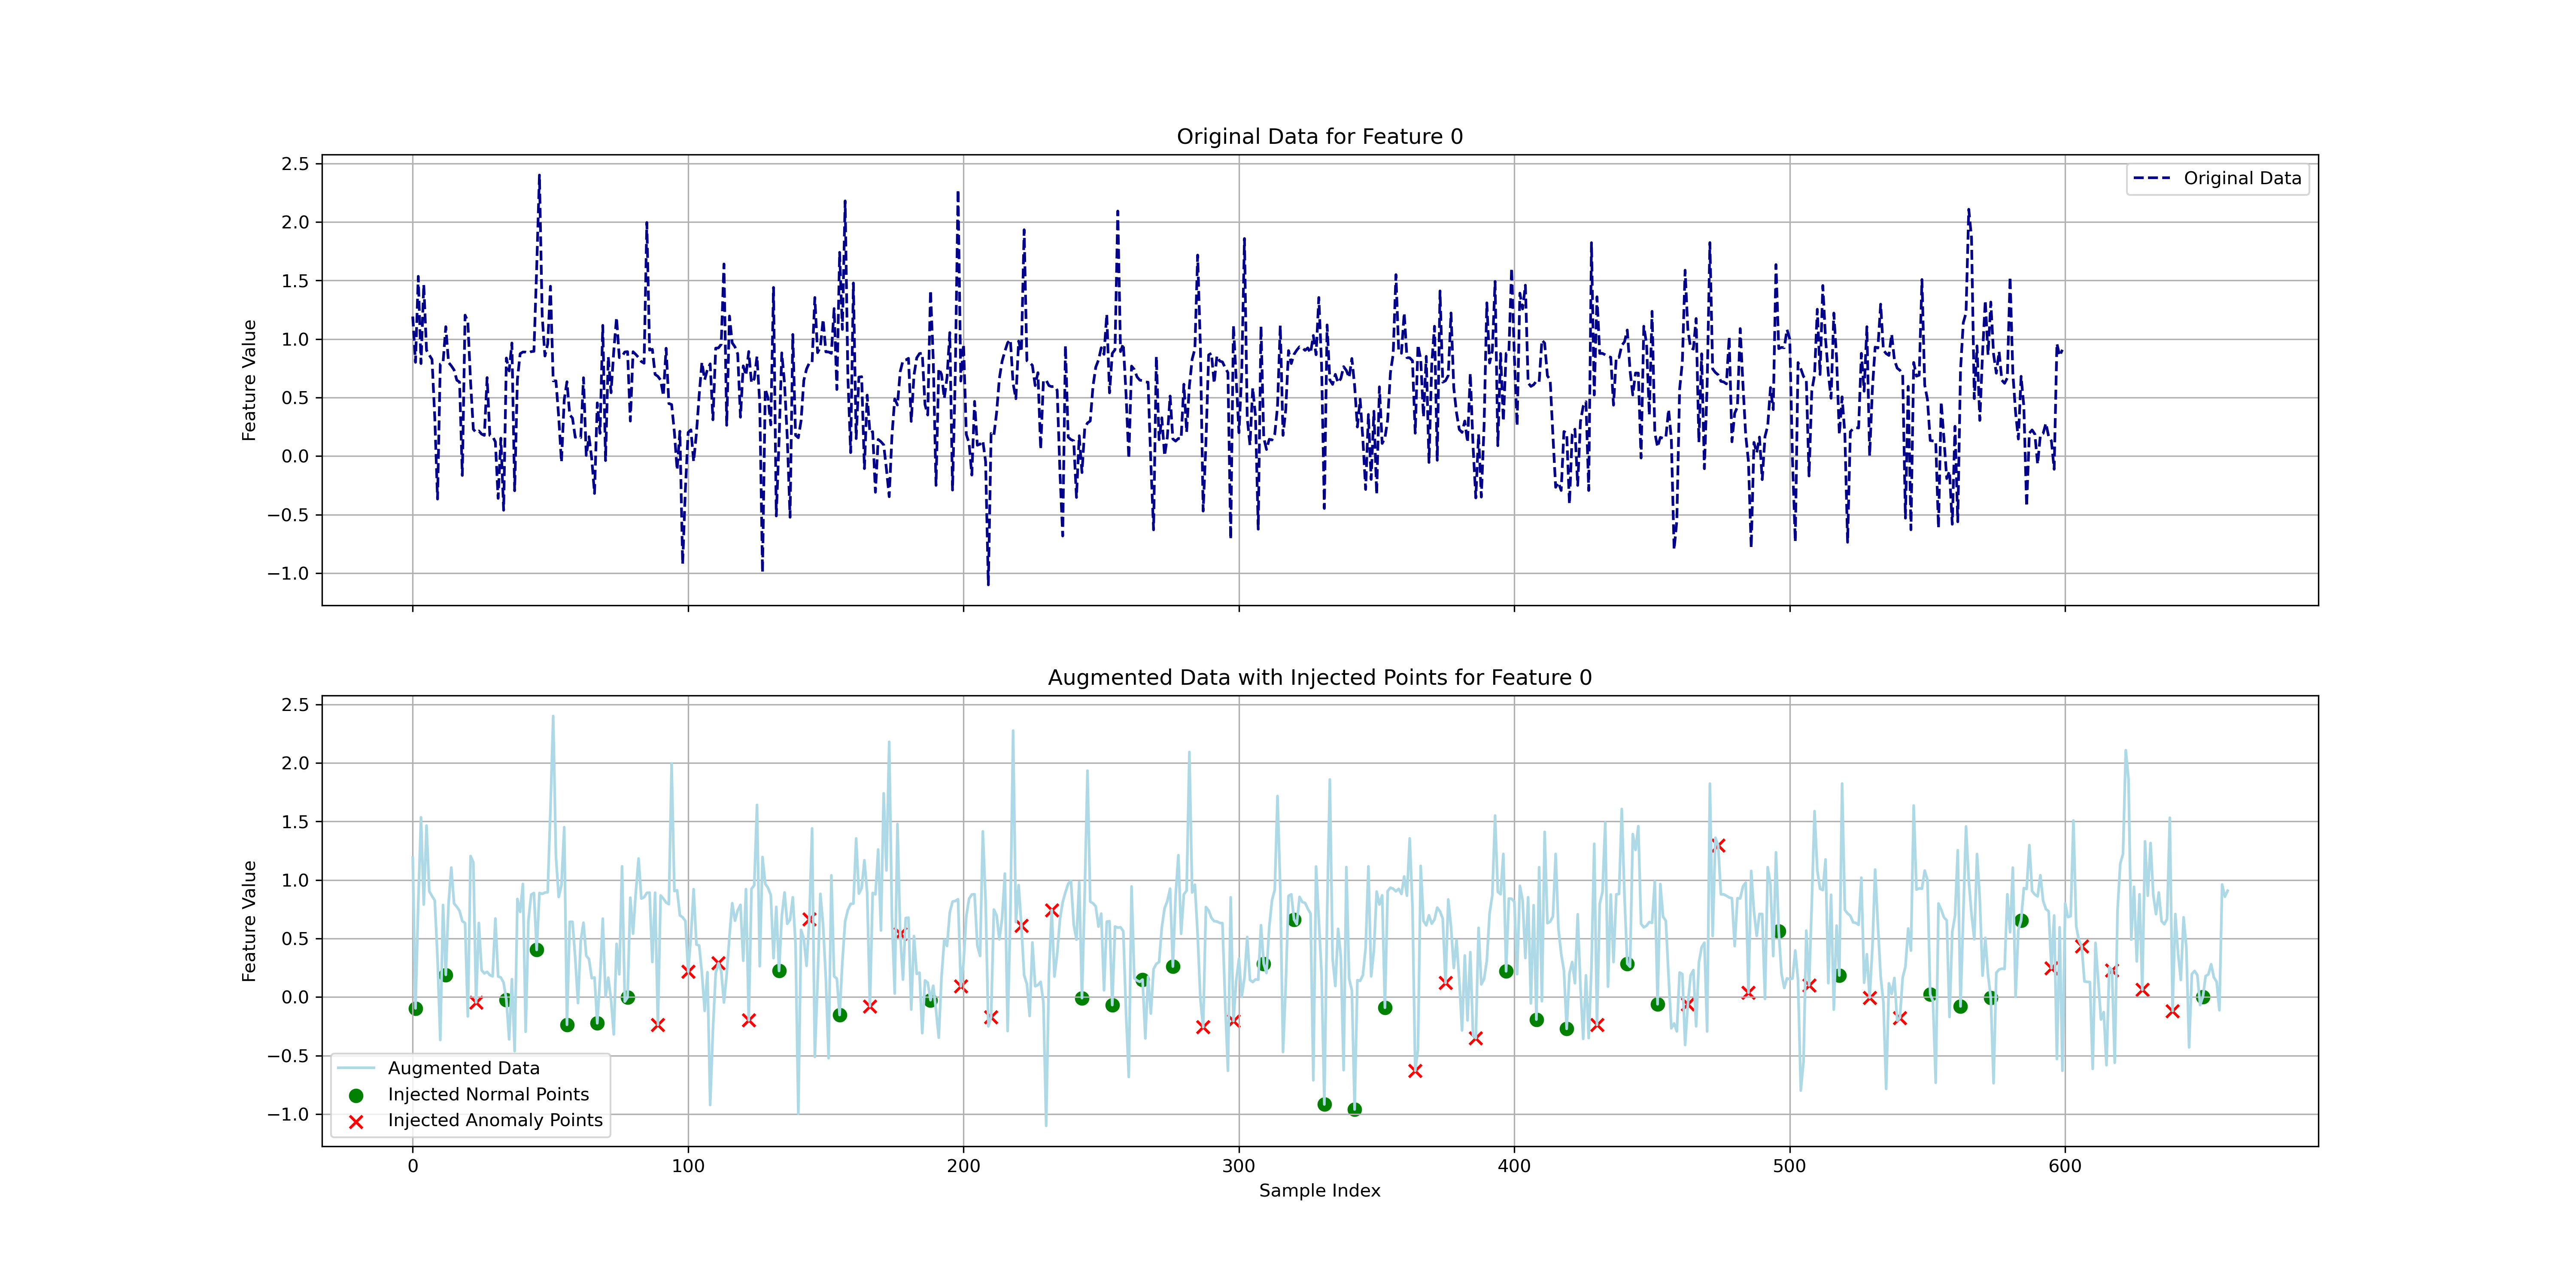 Original Data for Feature 0
2.5
2.0
1.5
1.0
0.5
0.0
−0.5
−1.0
Feature Value
Original Data
Augmented Data with Injected Points for Feature 0
2.5
2.0
1.5
1.0
0.5
0.0
−0.5
−1.0
Feature Value
Augmented Data
Injected Normal Points
Injected Anomaly Points
0 100 200 300 400 500 600
Sample Index